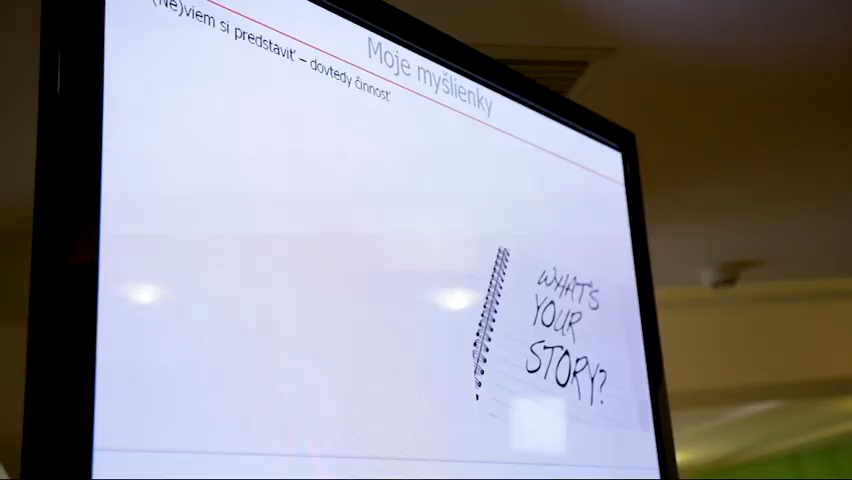 Moje myšlienky
(Ne)viem si predstaviť – dovtedy činnosť
WHAT'S
YOUR
STORY?